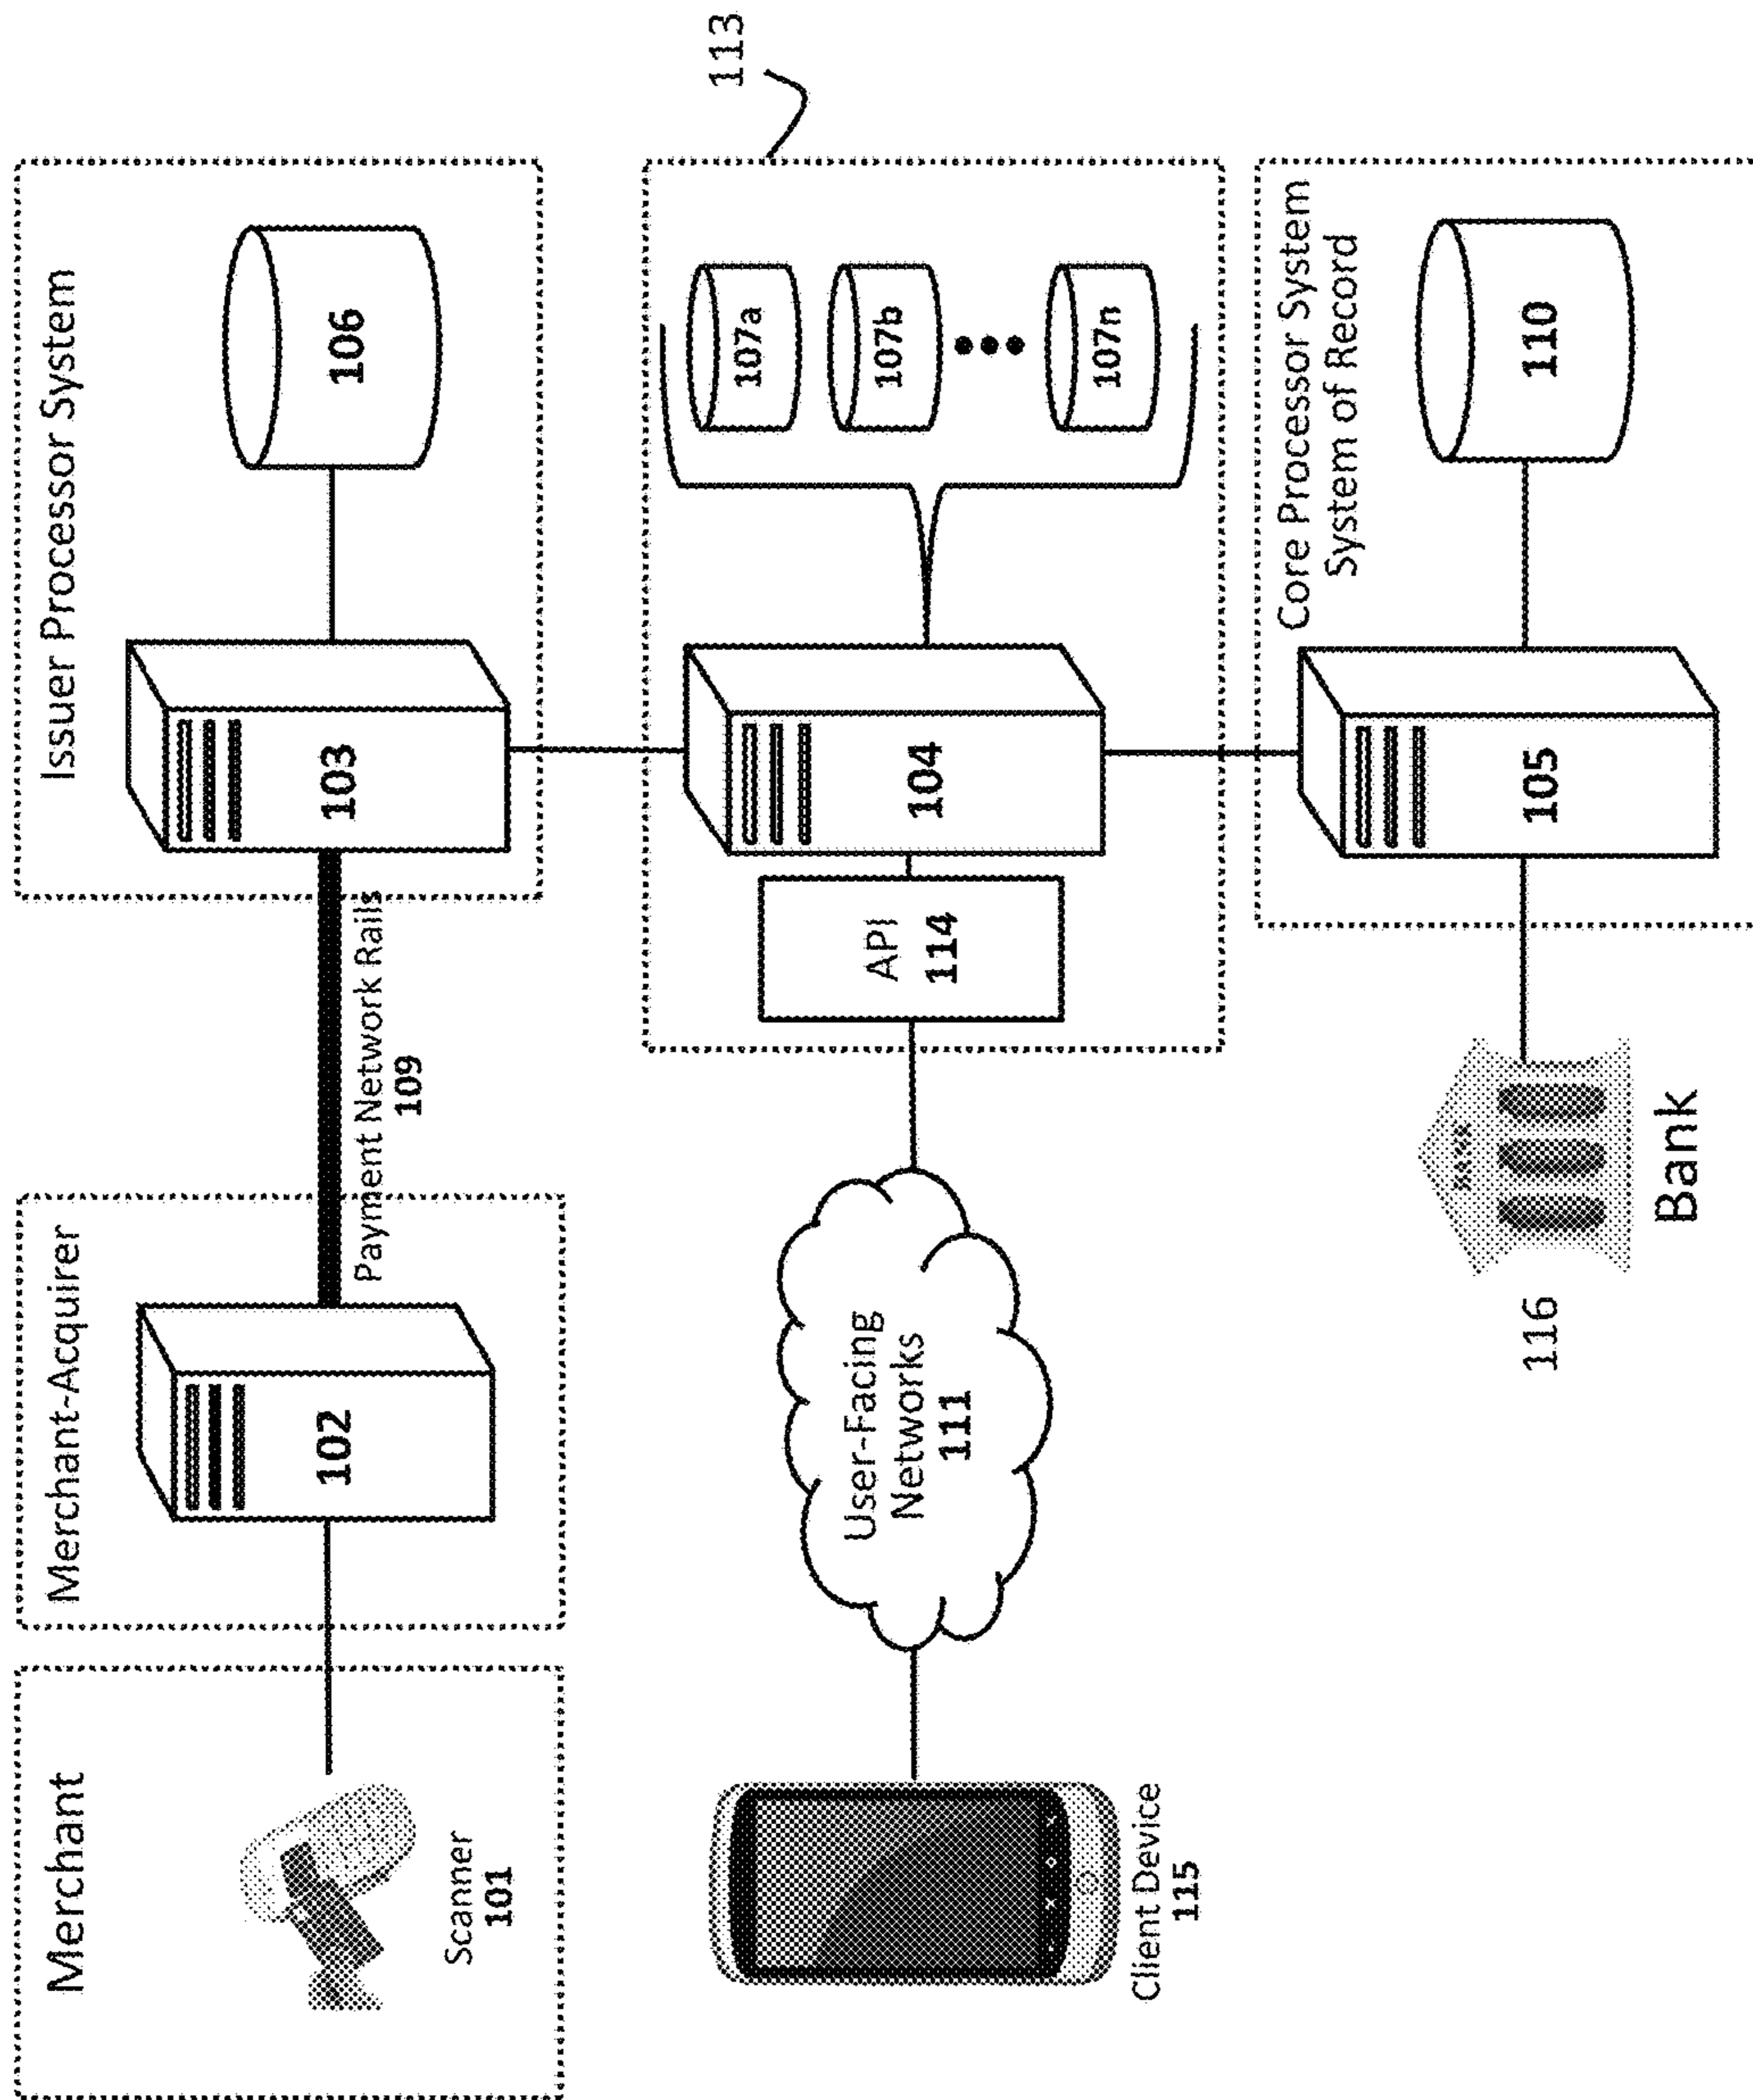 Merchant
Scanner
101
Merchant-Acquirer
102
Payment Network Rails
109
Issuer Processor System
103
106
Client Device
115
User-Facing
Networks
111
API
114
104
107a
107b
107n
113
116
BANK
Bank
Core Processor System
System of Record
105
110